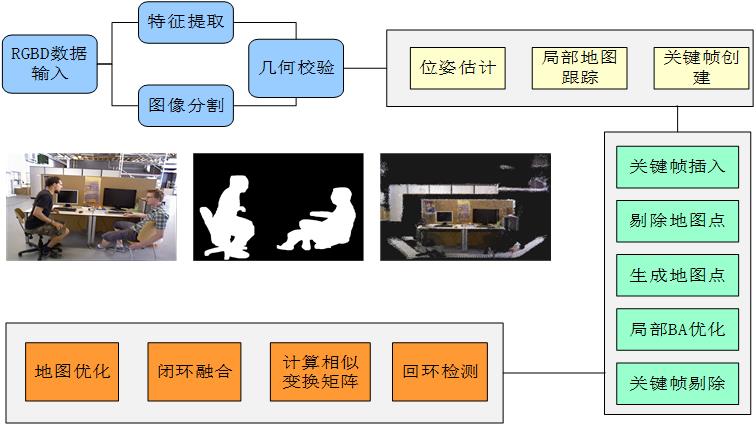 RGBD数据
输入
特征提取
图像分割
几何校验
位姿估计
局部地图
跟踪
关键帧创
建
关键帧插入
剔除地图点
生成地图点
局部BA优化
关键帧剔除
地图优化
闭环融合
计算相似
变换矩阵
回环检测